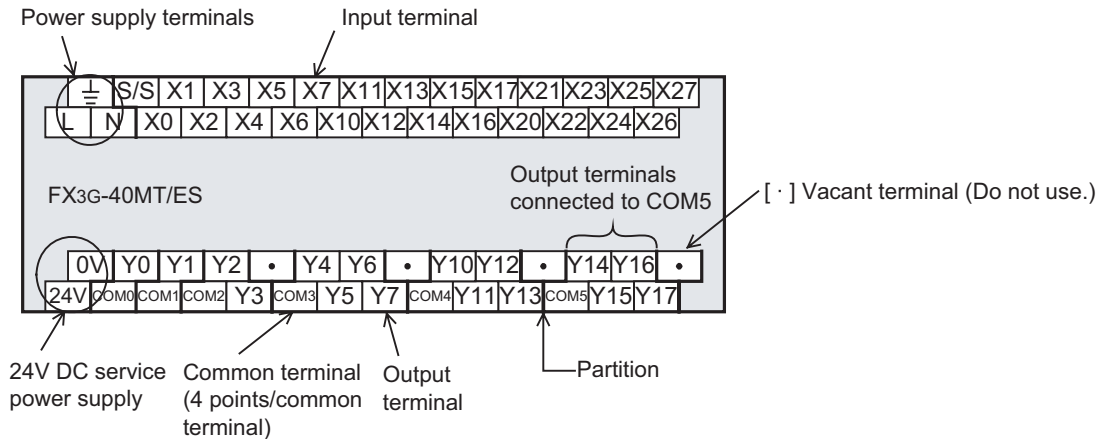 Power supply terminals
Input terminal
S/S X1 X3 X5 X7 X11 X13 X15 X17 X21 X23 X25 X27
L N X0 X2 X4 X6 X10 X12 X14 X16 X20 X22 X24 X26
FX3G-40MT/ES
Output terminals
connected to COM5
[ · ] Vacant terminal (Do not use.)
0V Y0 Y1 Y2 • Y4 Y6 • Y10 Y12 • Y14 Y16 •
24V COM0 COM1 COM2 Y3 COM3 Y5 Y7 COM4 Y11 Y13 COM5 Y15 Y17
24V DC service
power supply
Common terminal
(4 points/common
terminal)
Output
terminal
Partition